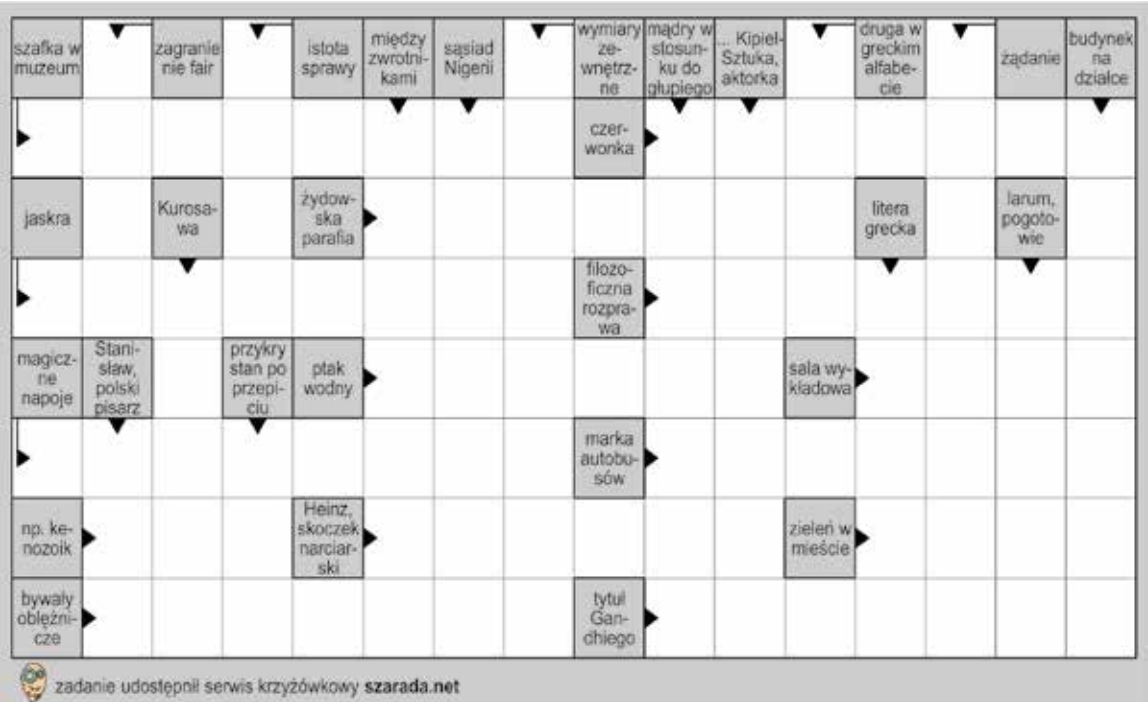 szafka w
muzeum
zagranie
nie fair
istota
sprawy
między
zwrotni-
kami
sąsiad
Nigerii
wymiary
ze-
wnętrz-
ne
mądry w
stosun-
ku do
głupiego
... Kipiel-
Sztuka,
aktorka
druga w
greckim
alfabe-
cie
żądanie
budynek
na
działce
czer-
wonka
jaskra
Kurosa-
wa
żydow-
ska
parafia
litera
grecka
larum,
pogoto-
wie
filozo-
ficzna
rozpra-
wa
magicz-
ne
napoje
Stani-
sław,
polski
pisarz
przykry
stan po
przepi-
ciu
ptak
wodny
sala wy-
kładowa
marka
autobu-
sów
np. ke-
nozoik
Heinz,
skoczek
narciar-
ski
zieleń w
mieście
bywały
oblężni-
cze
tytuł
Gan-
dhiego
zadanie udostępnił serwis krzyżówkowy szarada.net